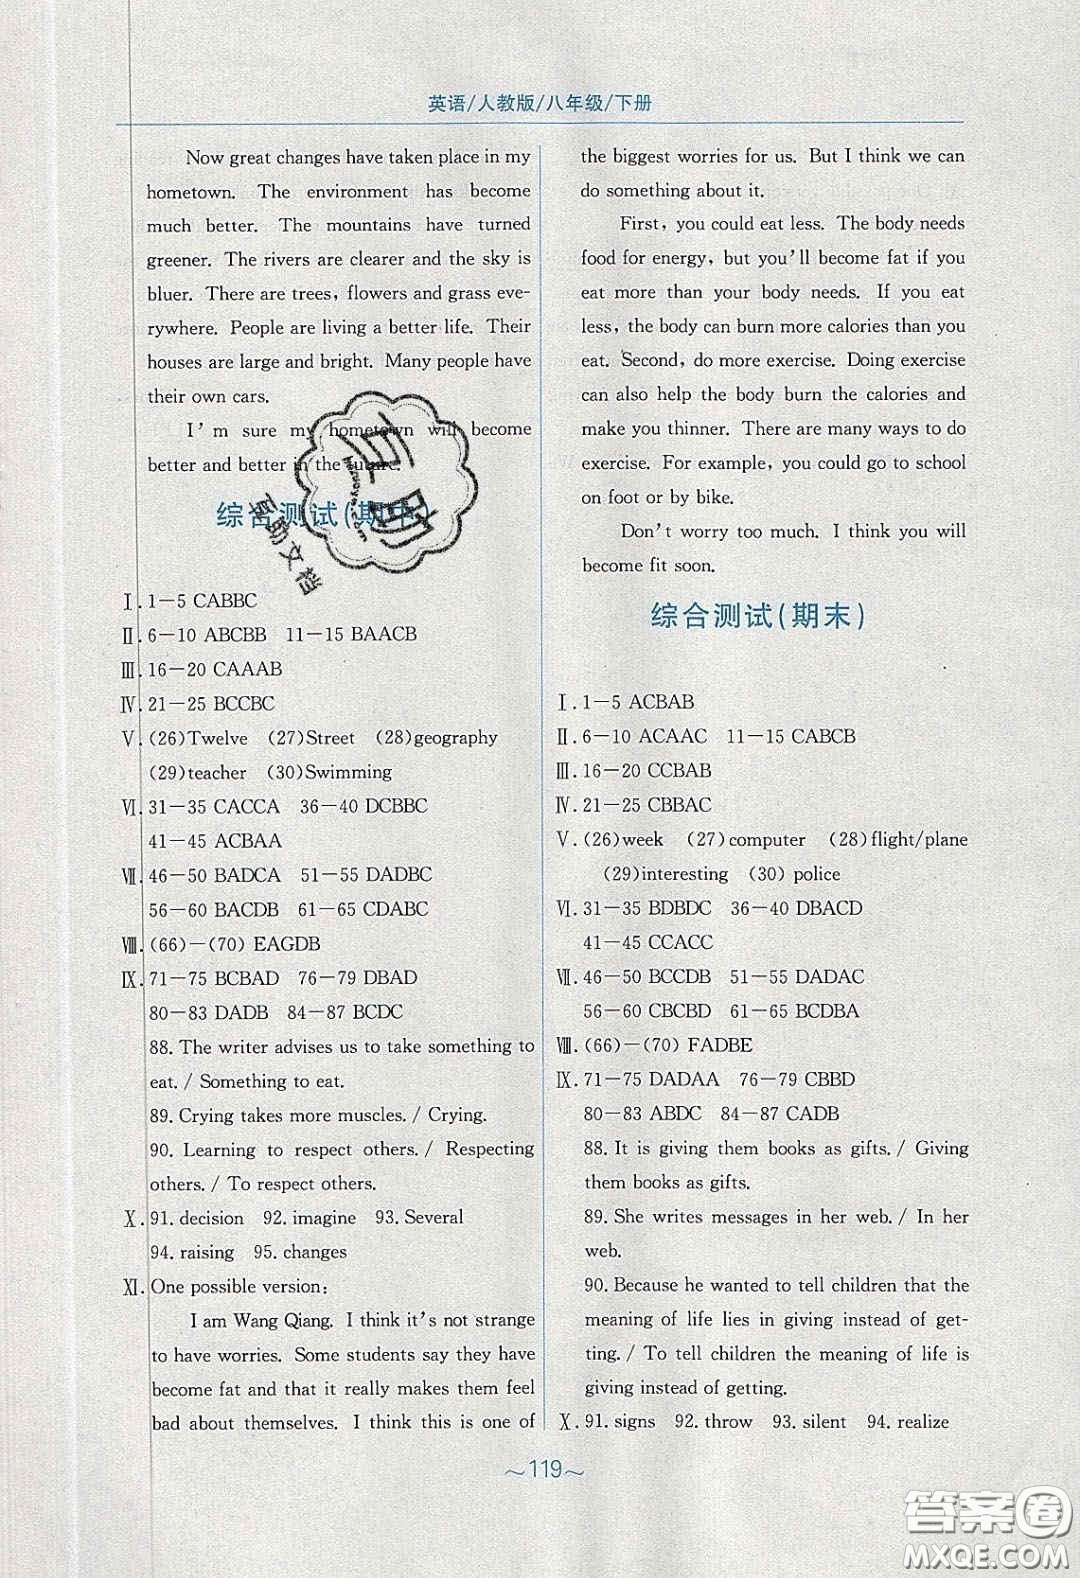 英语/人教版/八年级/下册
Now great changes have taken place in my
hometown. The environment has become
much better. The mountains have turned
greener. The rivers are clearer and the sky is
bluer. There are trees, flowers and grass eve-
rywhere. People are living a better life. Their
houses are large and bright. Many people have
their own cars.
I'm sure my hometown will become
better and better in the future.
综合测试(期中)
Ⅰ. 1—5 CABBC
Ⅱ. 6—10 ABCBB 11—15 BAACB
Ⅲ. 16—20 CAAAB
Ⅳ. 21—25 BCCBC
Ⅴ. (26)Twelve (27)Street (28)geography
(29)teacher (30)Swimming
Ⅵ. 31—35 CACCA 36—40 DCBBC
41—45 ACBAA
Ⅶ. 46—50 BADCA 51—55 DADBC
56—60 BACDB 61—65 CDABC
Ⅷ. (66)—(70) EAGDB
Ⅸ. 71—75 BCBAD 76—79 DBAD
80—83 DADB 84—87 BCDC
88. The writer advises us to take something to
eat. / Something to eat.
89. Crying takes more muscles. / Crying.
90. Learning to respect others. / Respecting
others. / To respect others.
Ⅹ. 91. decision 92. imagine 93. Several
94. raising 95. changes
Ⅺ. One possible version:
I am Wang Qiang. I think it's not strange
to have worries. Some students say they have
become fat and that it really makes them feel
bad about themselves. I think this is one of
the biggest worries for us. But I think we can
do something about it.
First, you could eat less. The body needs
food for energy, but you'll become fat if you
eat more than your body needs. If you eat
less, the body can burn more calories than you
eat. Second, do more exercise. Doing exercise
can also help the body burn the calories and
make you thinner. There are many ways to do
exercise. For example, you could go to school
on foot or by bike.
Don't worry too much. I think you will
become fit soon.
综合测试(期末)
Ⅰ. 1—5 ACBAB
Ⅱ. 6—10 ACAAC 11—15 CABCB
Ⅲ. 16—20 CCBAB
Ⅳ. 21—25 CBBAC
Ⅴ. (26)week (27)computer (28)flight/plane
(29)interesting (30) police
Ⅵ. 31—35 BDBDC 36—40 DBACD
41—45 CCACC
Ⅶ. 46—50 BCCDB 51—55 DADAC
56—60 CBCBD 61—65 BCDBA
Ⅷ. (66)—(70) FADBE
Ⅸ. 71—75 DADAA 76—79 CBBD
80—83 ABDC 84—87 CADB
88. It is giving them books as gifts. / Giving
them books as gifts.
89. She writes messages in her web. / In her
web.
90. Because he wanted to tell children that the
meaning of life lies in giving instead of get-
ting. / To tell children the meaning of life is
giving instead of getting.
Ⅹ. 91. signs 92. throw 93. silent 94. realize
~119~
互助文档
答案卷
MXQE.COM